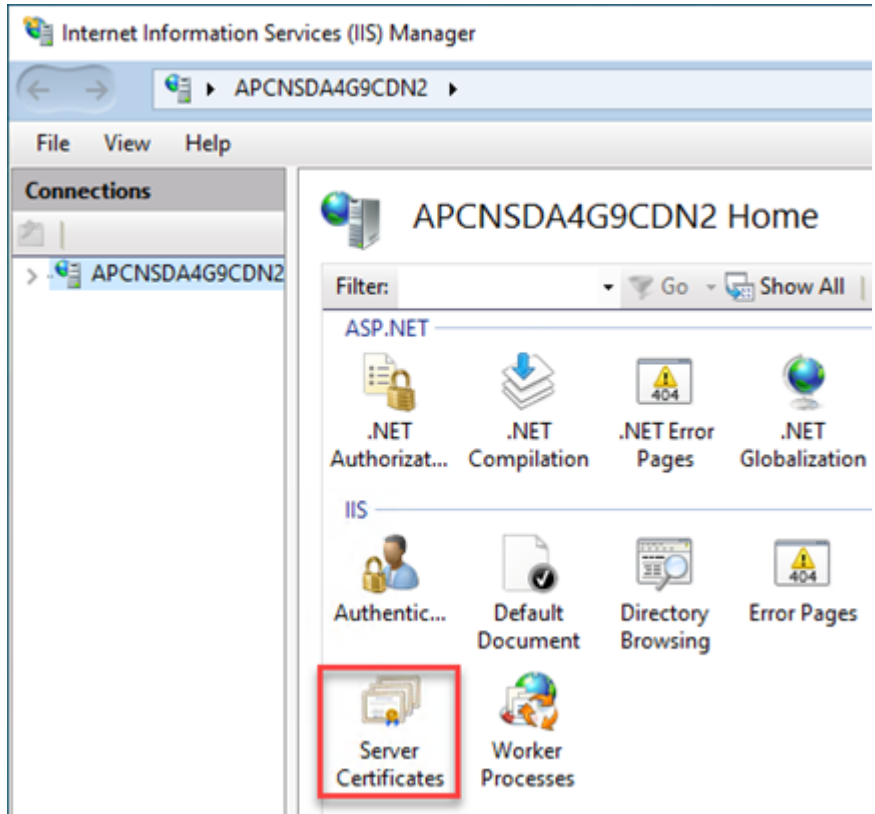 Internet Information Services (IIS) Manager
APCNSDA4G9CDN2
File View Help
Connections
APCNSDA4G9CDN2
APCNSDA4G9CDN2 Home
Filter: Go Show All
ASP.NET
.NET .NET .NET Error .NET
Authorizat... Compilation Pages Globalization
IIS
404
404
Authentic... Default Directory Error Pages
Document Browsing
Server Worker
Certificates Processes